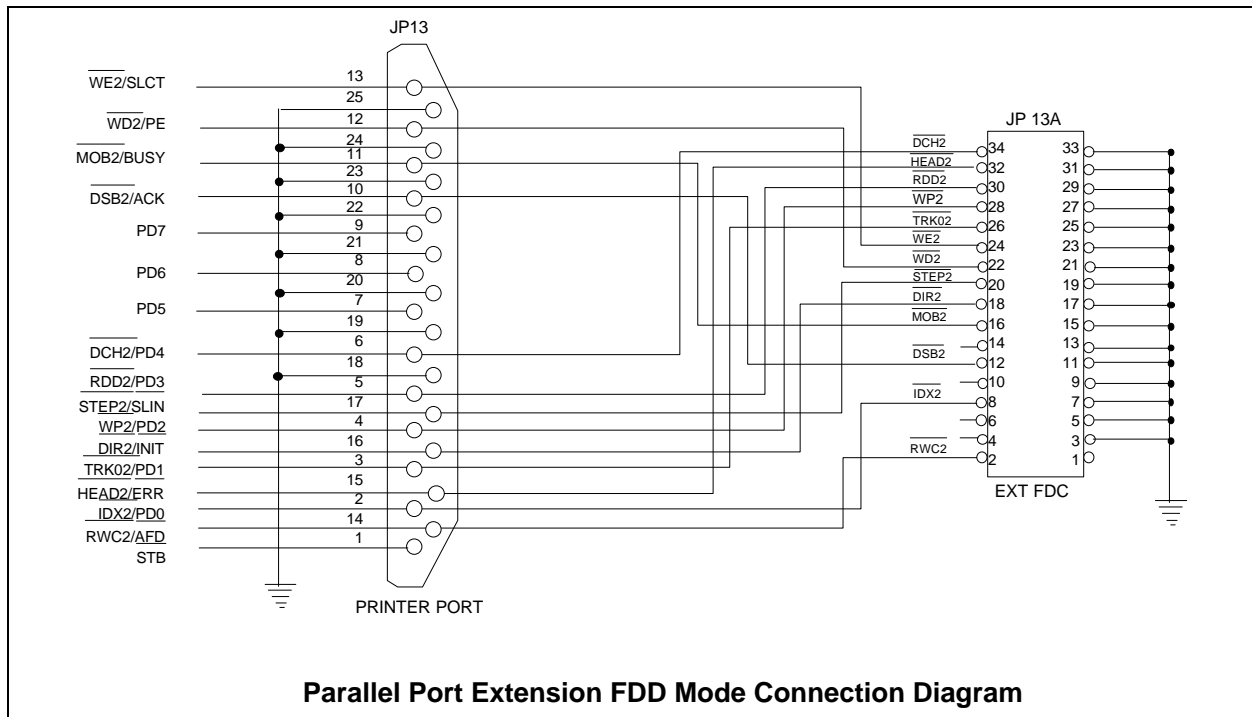 JP13
WE2/SLCT
WD2/PE
MOB2/BUSY
DSB2/ACK
PD7
PD6
PD5
DCH2/PD4
RDD2/PD3
STEP2/SLIN
WP2/PD2
DIR2/INIT
TRK02/PD1
HEAD2/ERR
IDX2/PD0
RWC2/AFD
STB
13
25
12
24
11
23
10
22
9
21
8
20
7
19
6
18
5
17
4
16
3
15
2
14
1
PRINTER PORT
JP 13A
DCH2
HEAD2
RDD2
WP2
TRK02
WE2
WD2
STEP2
DIR2
MOB2
DSB2
IDX2
RWC2
34 33
32 31
30 29
28 27
26 25
24 23
22 21
20 19
18 17
16 15
14 13
12 11
10 9
8 7
6 5
4 3
2 1
EXT FDC
Parallel Port Extension FDD Mode Connection Diagram